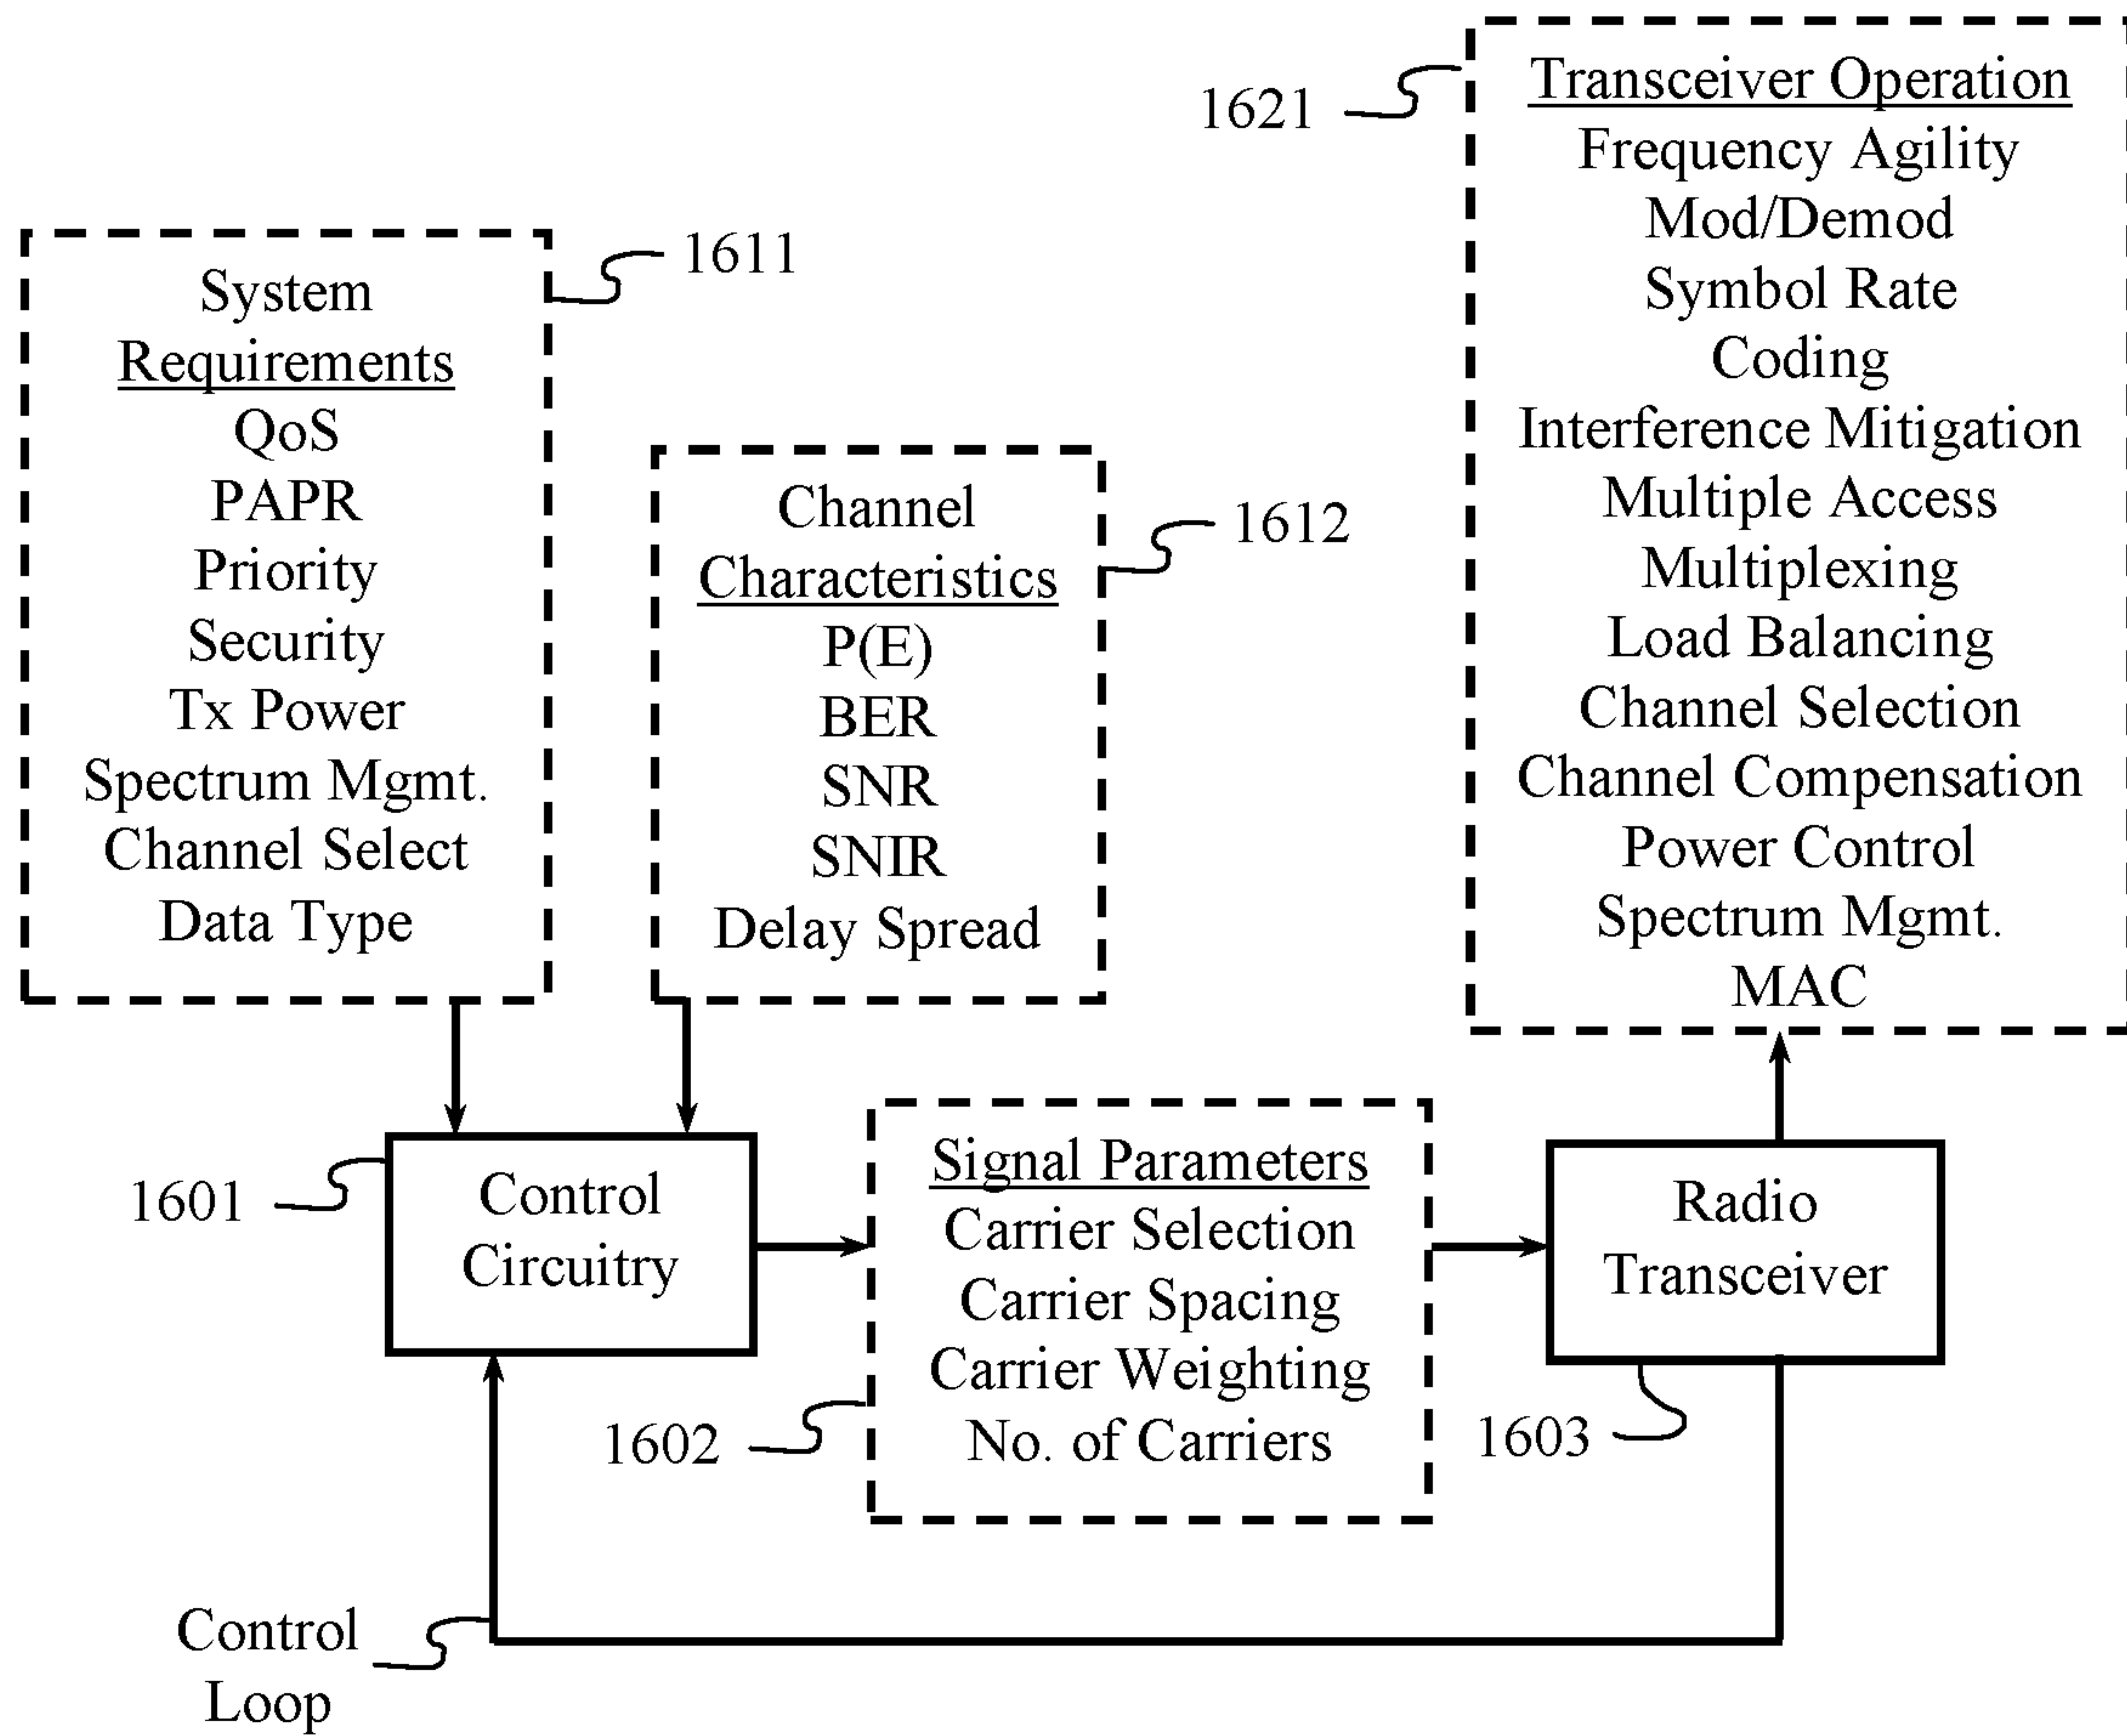 1621
Transceiver Operation
Frequency Agility
Mod/Demod
Symbol Rate
Coding
Interference Mitigation
Multiple Access
Multiplexing
Load Balancing
Channel Selection
Channel Compensation
Power Control
Spectrum Mgmt.
MAC
1611
System
Requirements
QoS
PAPR
Priority
Security
Tx Power
Spectrum Mgmt.
Channel Select
Data Type
1612
Channel
Characteristics
P(E)
BER
SNR
SNIR
Delay Spread
1601
Control
Circuitry
Signal Parameters
Carrier Selection
Carrier Spacing
Carrier Weighting
No. of Carriers
1602
Radio
Transceiver
1603
Control
Loop